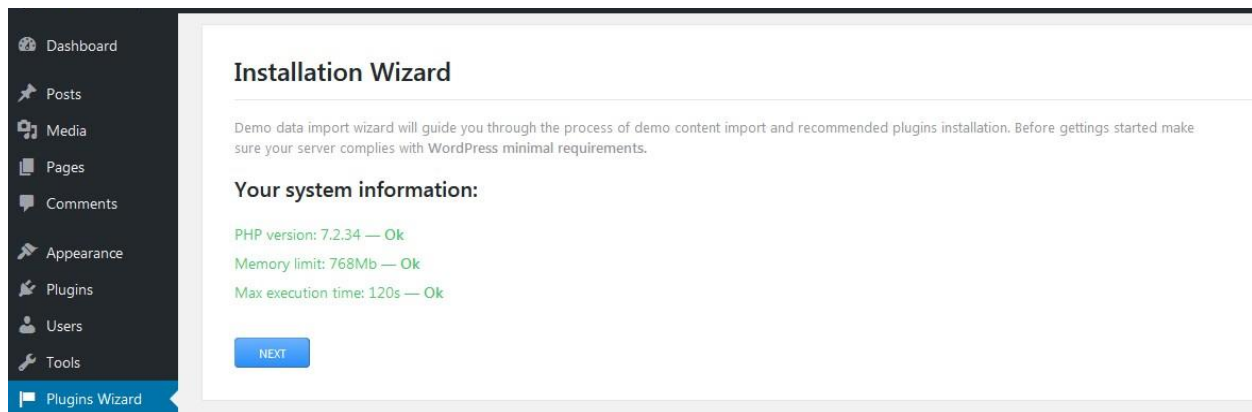 Dashboard
Posts
Media
Pages
Comments
Appearance
Plugins
Users
Tools
Plugins Wizard
Installation Wizard
Demo data import wizard will guide you through the process of demo content import and recommended plugins installation. Before gettings started make
sure your server complies with WordPress minimal requirements.
Your system information:
PHP version: 7.2.34 — Ok
Memory limit: 768Mb — Ok
Max execution time: 120s — Ok
NEXT